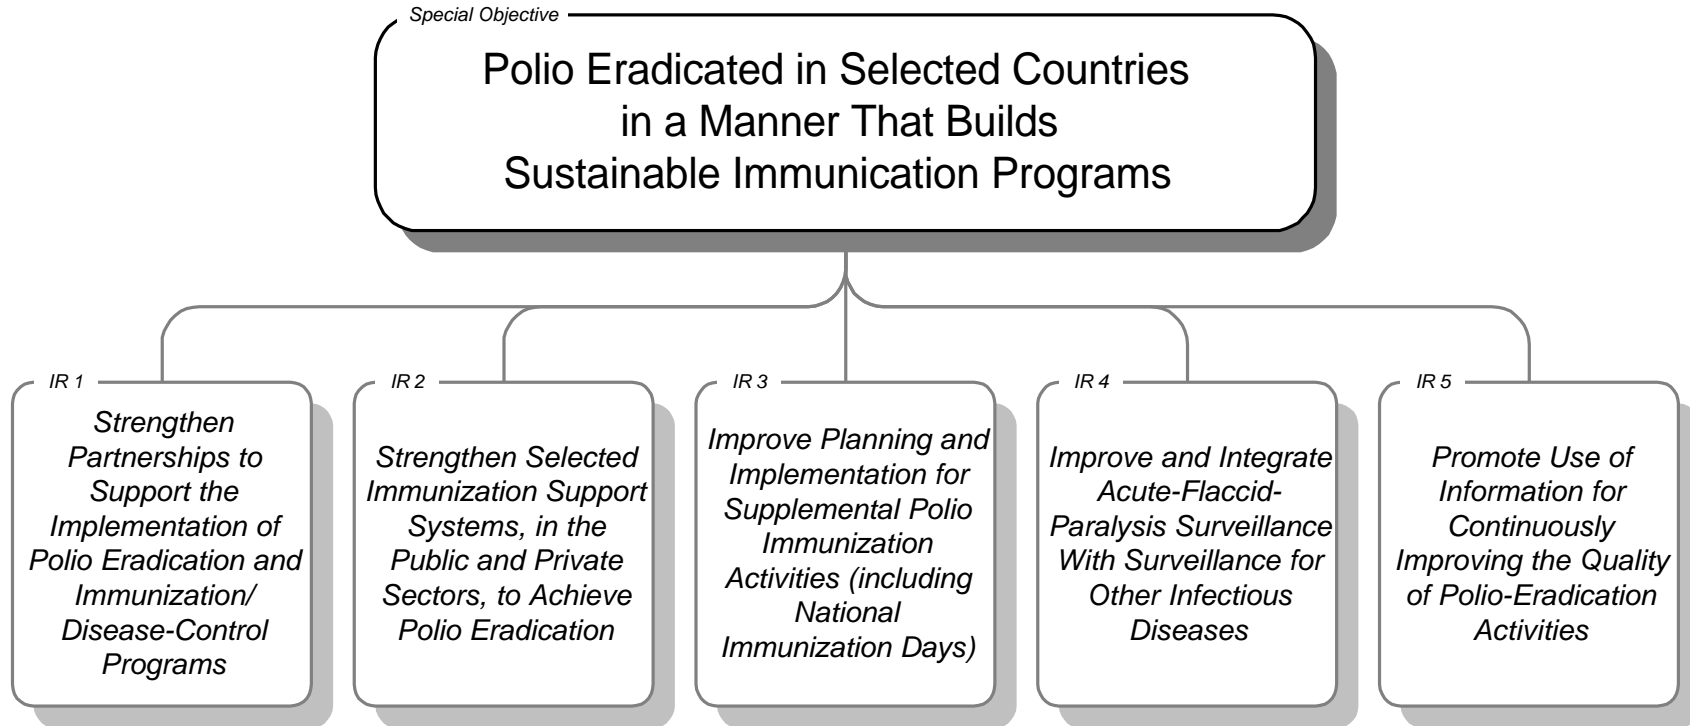 Special Objective
Polio Eradicated in Selected Countries
in a Manner That Builds
Sustainable Immunication Programs
IR 1
Strengthen
Partnerships to
Support the
Implementation of
Polio Eradication and
Immunization/
Disease-Control
Programs
IR 2
Strengthen Selected
Immunization Support
Systems, in the
Public and Private
Sectors, to Achieve
Polio Eradication
IR 3
Improve Planning and
Implementation for
Supplemental Polio
Immunization
Activities (including
National
Immunization Days)
IR 4
Improve and Integrate
Acute-Flaccid-
Paralysis Surveillance
With Surveillance for
Other Infectious
Diseases
IR 5
Promote Use of
Information for
Continuously
Improving the Quality
of Polio-Eradication
Activities